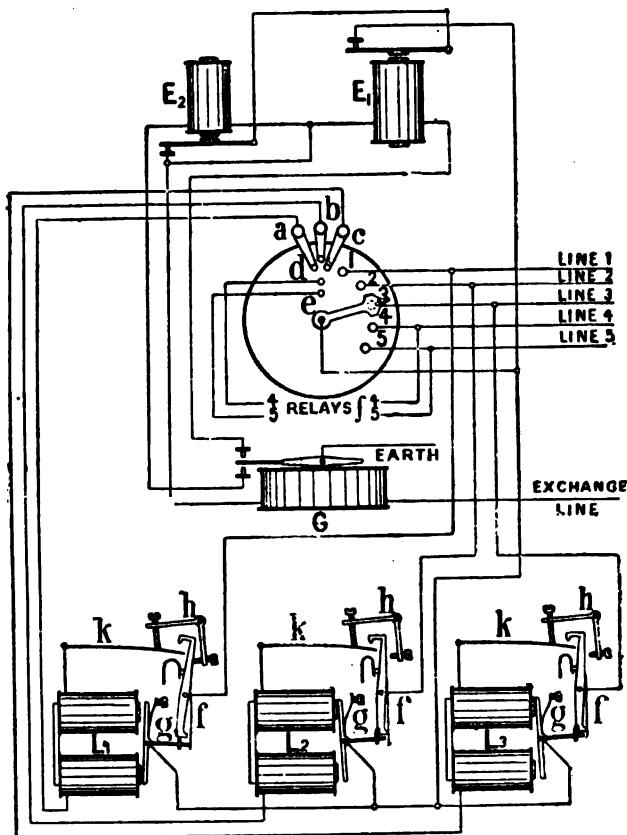 E2
E1
a
b
c
d
1
2
3
e
4
5
LINE 1
LINE 2
LINE 3
LINE 4
LINE 5
4 RELAYS 4
5 5
EARTH
G
EXCHANGE
LINE
h
h
h
k
k
k
g
f
g
f'
g
f
L1
L2
L3